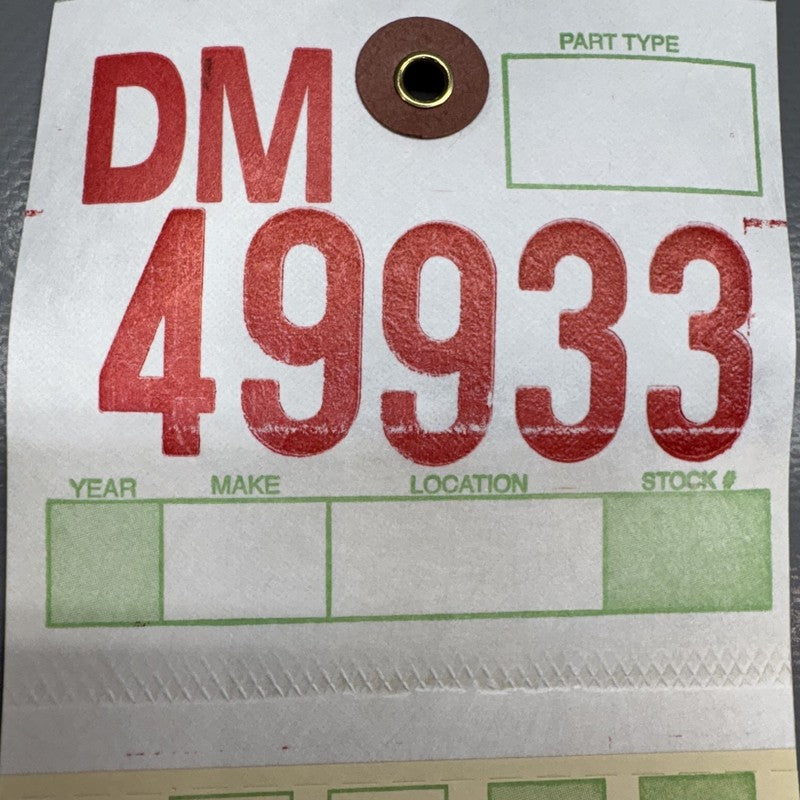 DM PART TYPE
49933
YEAR MAKE LOCATION STOCK #